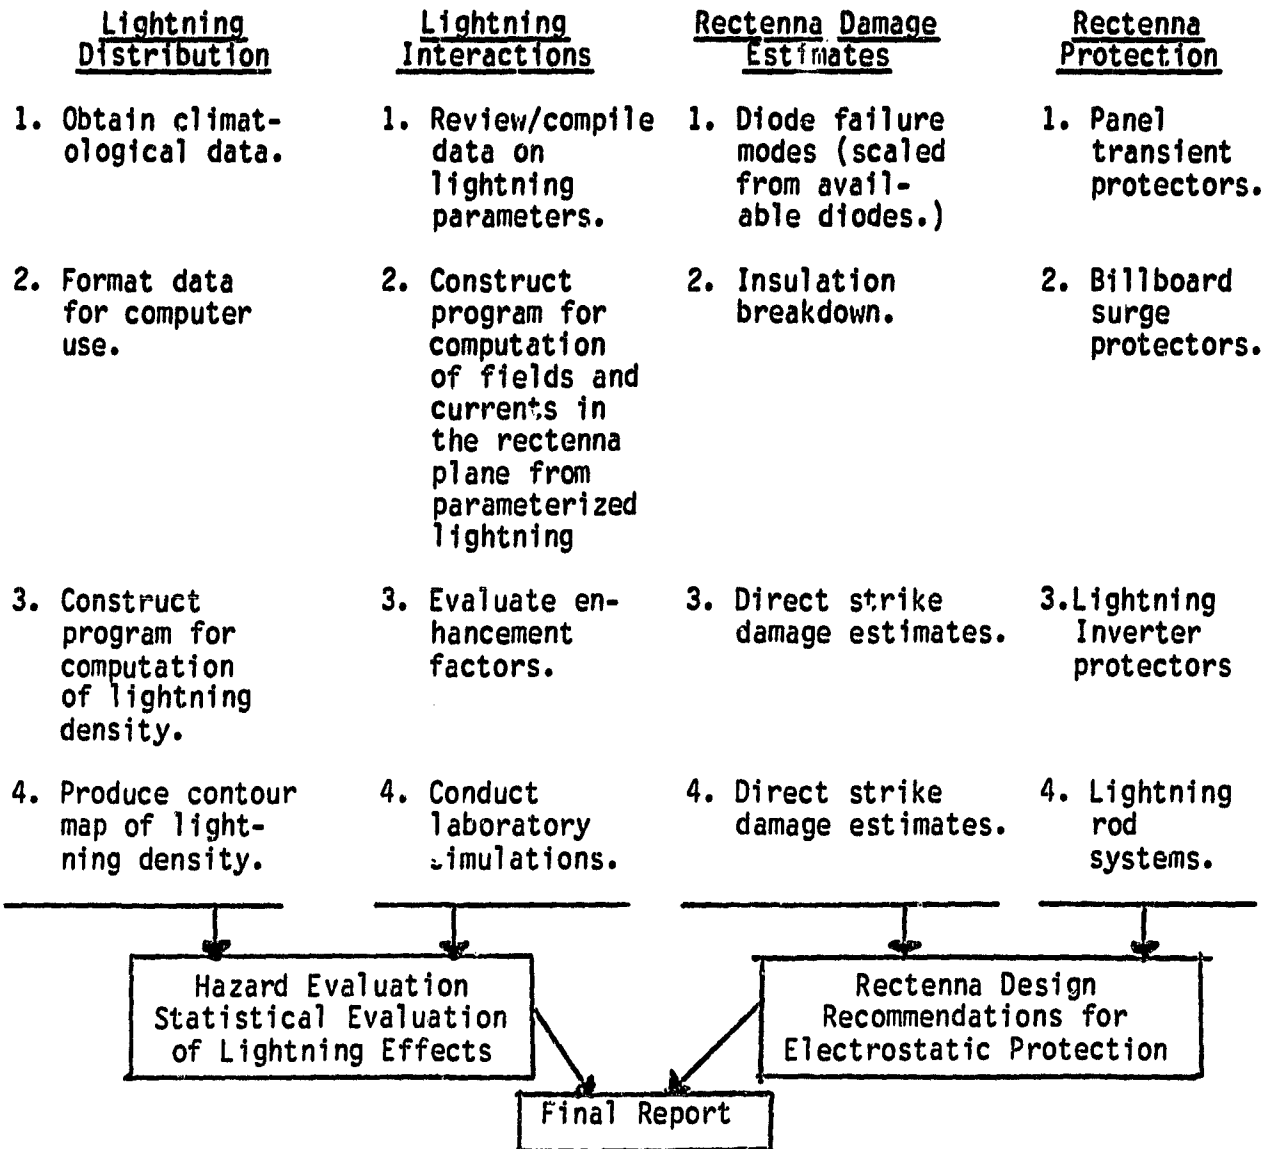 Lightning
Distribution
1. Obtain climat-
ological data.
2. Format data
for computer
use.
3. Construct
program for
computation
of lightning
density.
4. Produce contour
map of light-
ning density.
Lightning
Interactions
1. Review/compile
data on
lightning
parameters.
2. Construct
program for
computation
of fields and
currents in
the rectenna
plane from
parameterized
lightning
3. Evaluate en-
hancement
factors.
4. Conduct
laboratory
simulations.
Rectenna Damage
Estimates
1. Diode failure
modes (scaled
from avail-
able diodes.)
2. Insulation
breakdown.
3. Direct strike
damage estimates.
4. Direct strike
damage estimates.
Rectenna
Protection
1. Panel
transient
protectors.
2. Billboard
surge
protectors.
3.Lightning
Inverter
protectors
4. Lightning
rod
systems.
Hazard Evaluation
Statistical Evaluation
of Lightning Effects
Rectenna Design
Recommendations for
Electrostatic Protection
Final Report